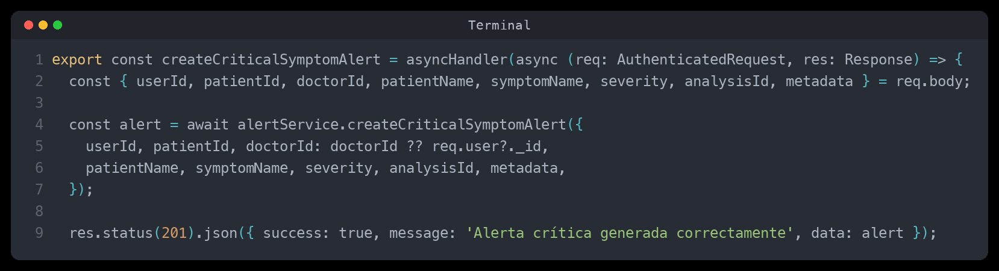 Terminal
1 export const createCriticalSymptomAlert = asyncHandler(async (req: AuthenticatedRequest, res: Response) => {
2   const { userId, patientId, doctorId, patientName, symptomName, severity, analysisId, metadata } = req.body;
3
4   const alert = await alertService.createCriticalSymptomAlert({
5     userId, patientId, doctorId: doctorId ?? req.user?._id,
6     patientName, symptomName, severity, analysisId, metadata,
7   });
8
9   res.status(201).json({ success: true, message: 'Alerta crítica generada correctamente', data: alert });